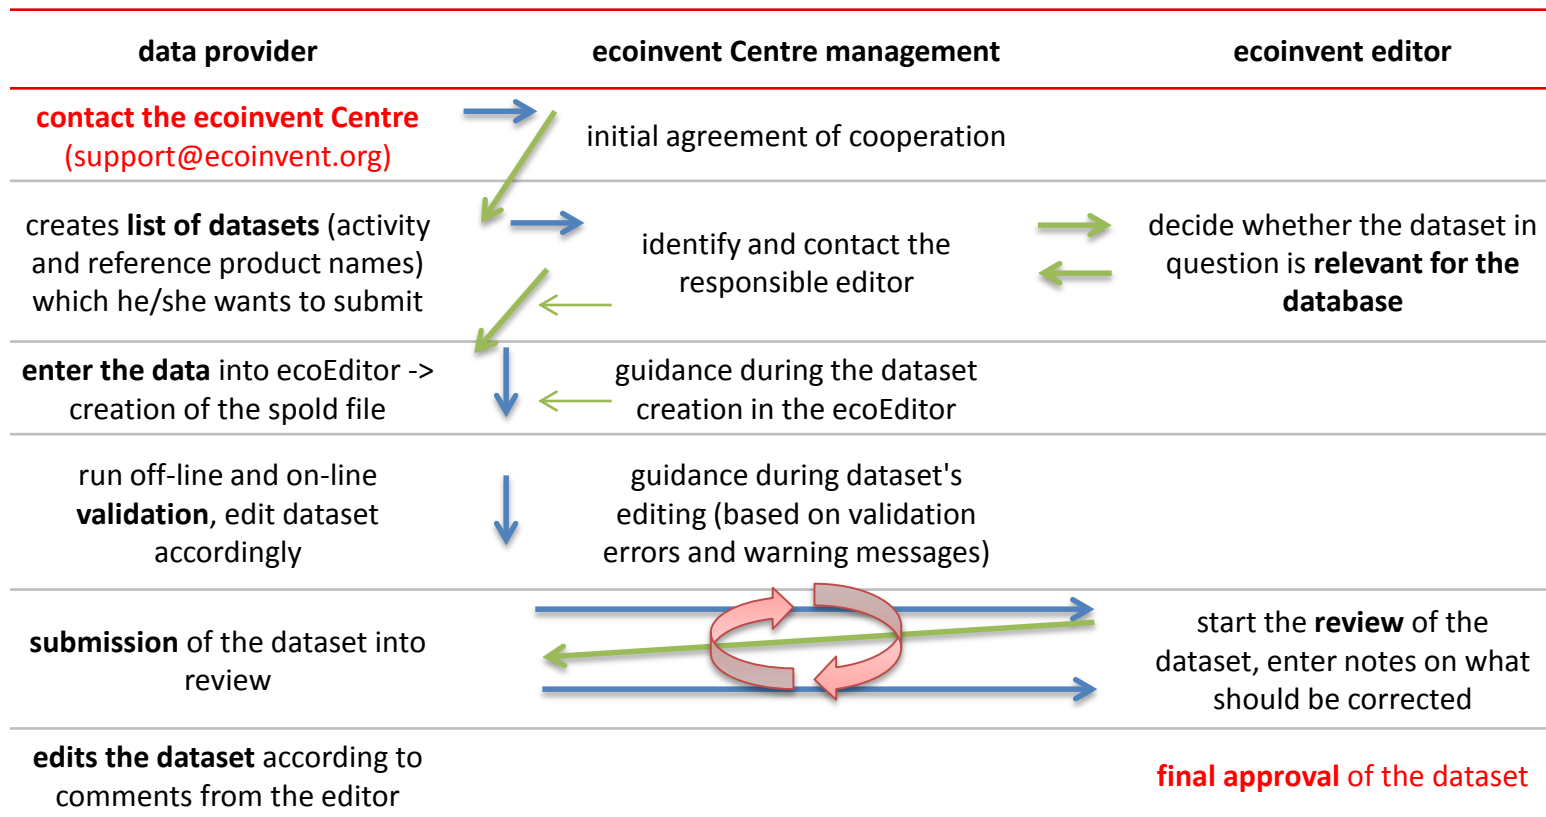 data provider
ecoinvent Centre management
ecoinvent editor
contact the ecoinvent Centre
(support@ecoinvent.org)
initial agreement of cooperation
creates list of datasets (activity
and reference product names)
which he/she wants to submit
identify and contact the
responsible editor
decide whether the dataset in
question is relevant for the
database
enter the data into ecoEditor ->
creation of the spold file
guidance during the dataset
creation in the ecoEditor
run off-line and on-line
validation, edit dataset
accordingly
guidance during dataset's
editing (based on validation
errors and warning messages)
submission of the dataset into
review
start the review of the
dataset, enter notes on what
should be corrected
edits the dataset according to
comments from the editor
final approval of the dataset